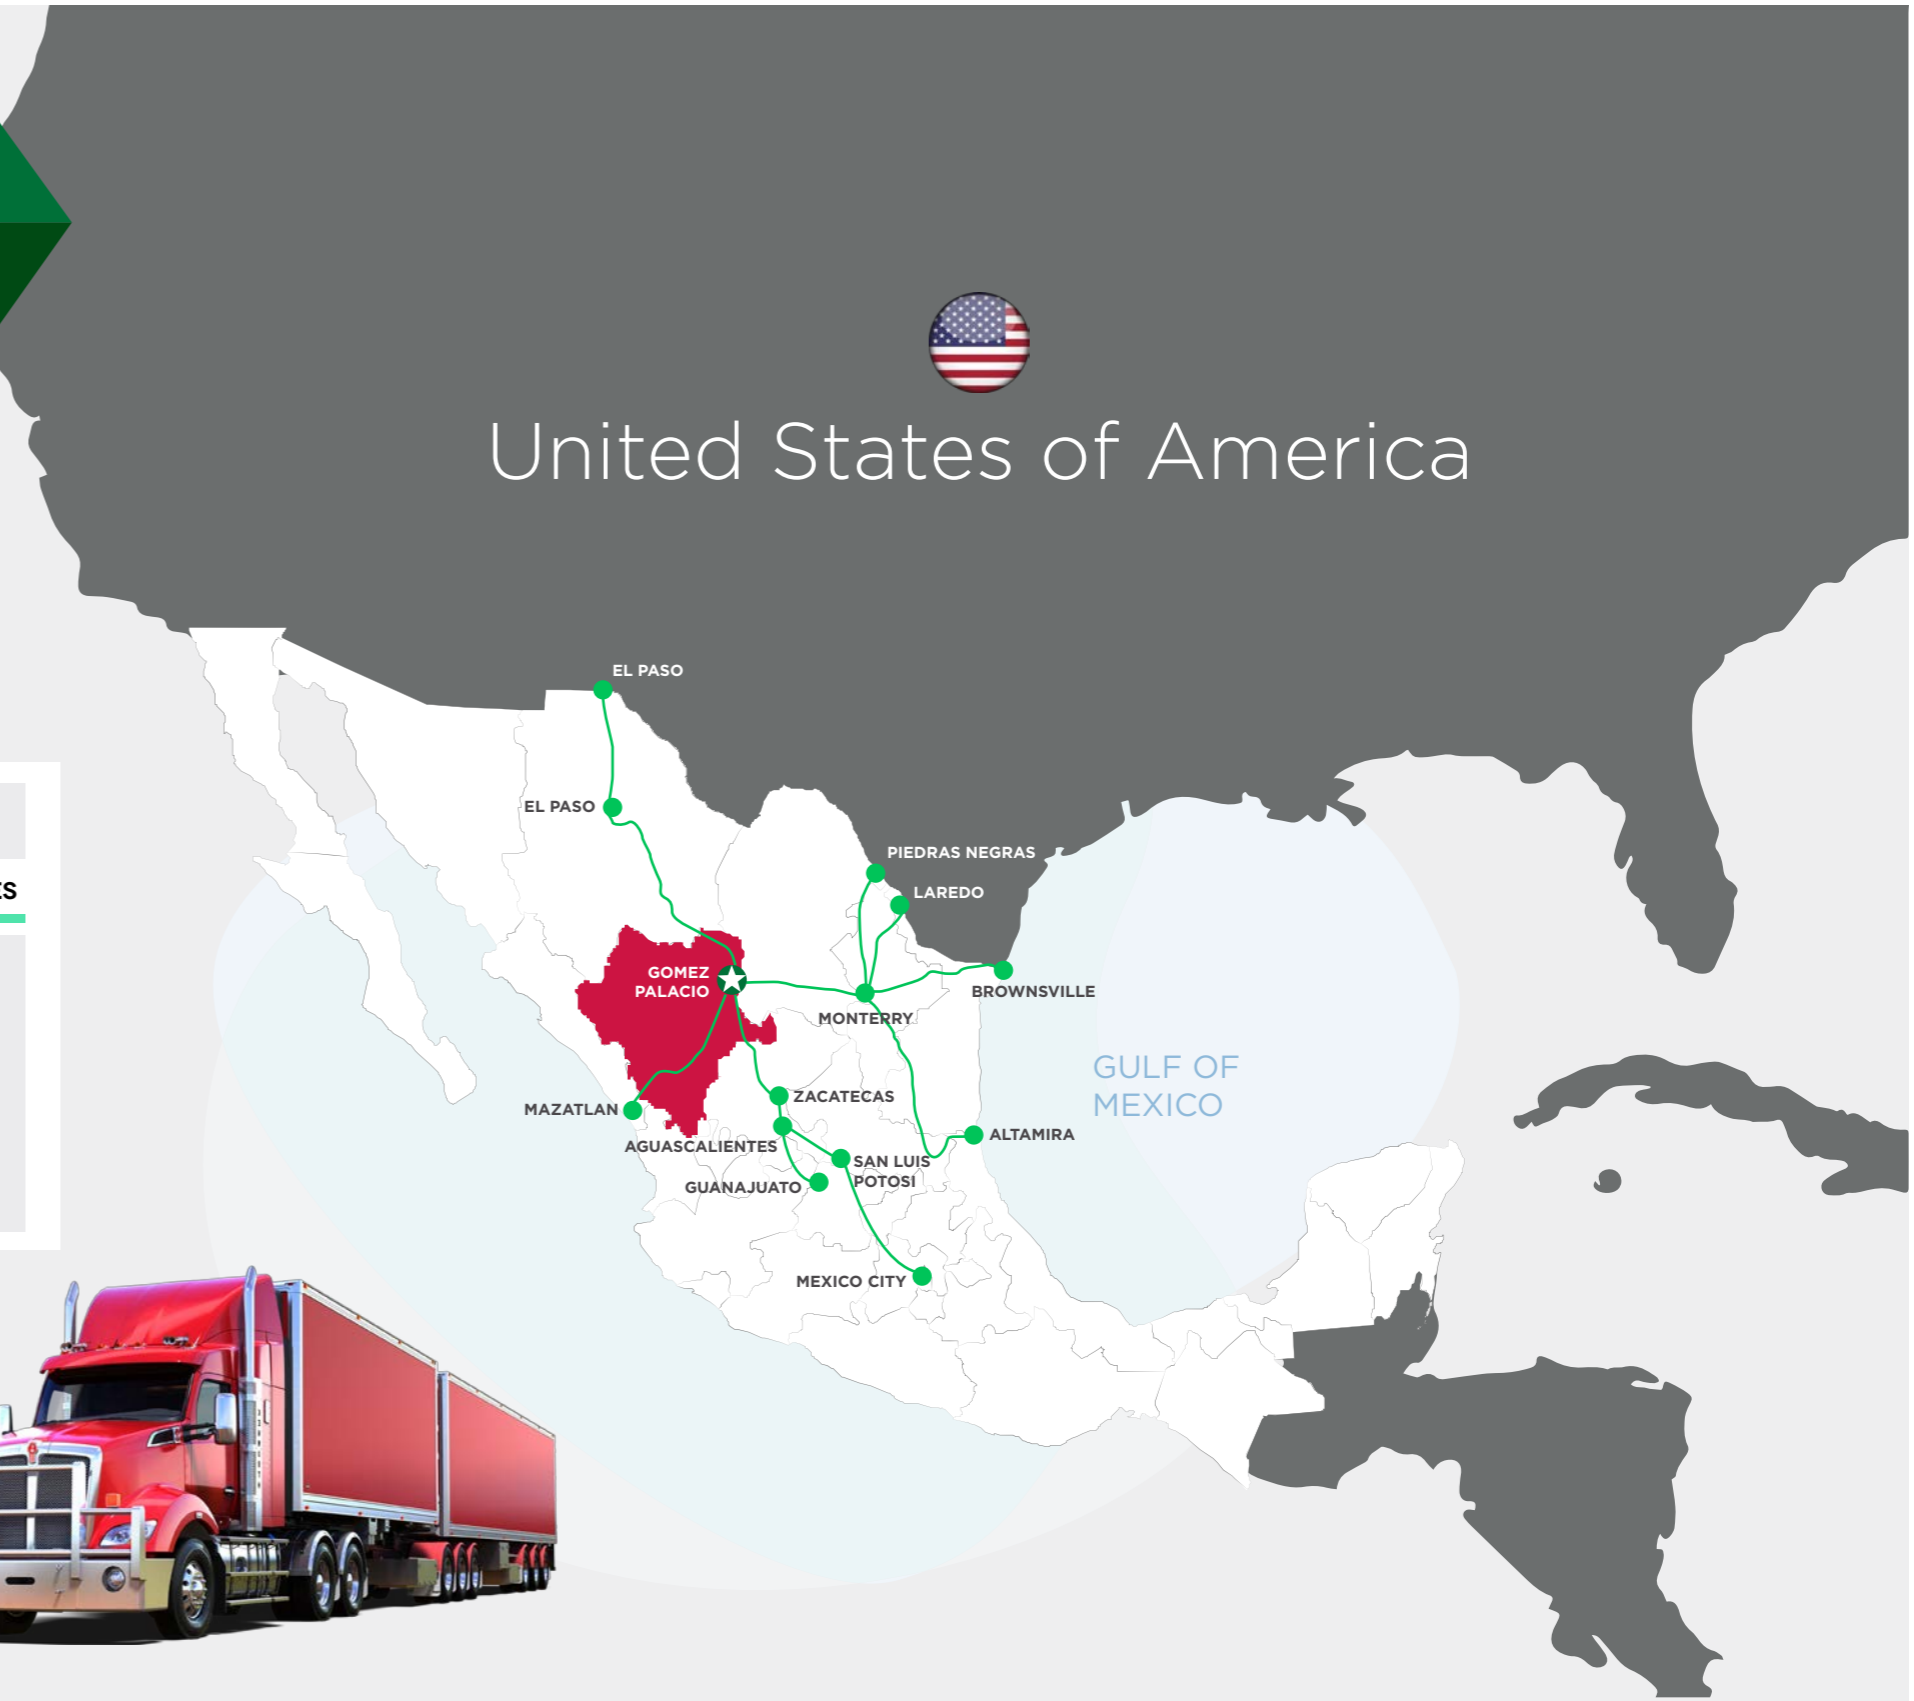 United States of America
EL PASO
EL PASO
PIEDRAS NEGRAS
LAREDO
GOMEZ
PALACIO
BROWNSVILLE
MONTERRY
GULF OF
MEXICO
ZACATECAS
MAZATLAN
ALTAMIRA
AGUASCALIENTES
SAN LUIS
POTOSI
GUANAJUATO
MEXICO CITY